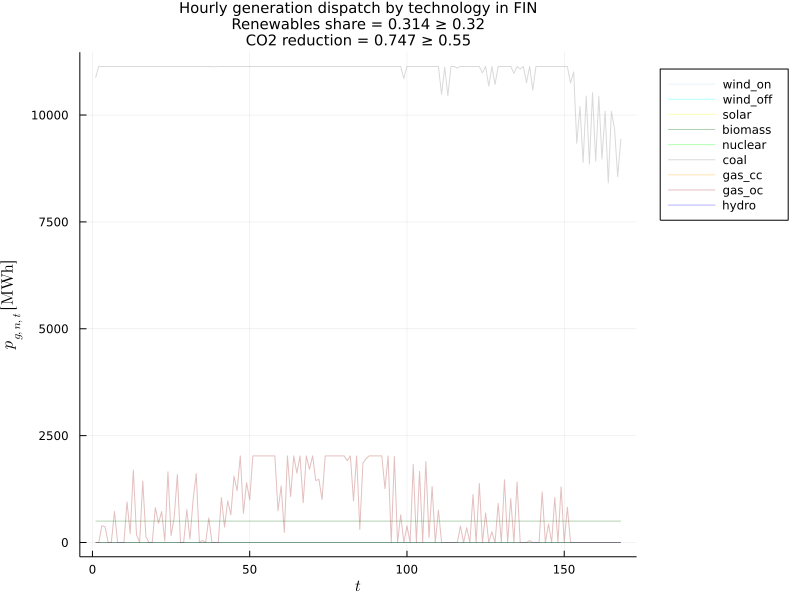 Hourly generation dispatch by technology in FIN
Renewables share = 0.314 ≥ 0.32
CO2 reduction = 0.747 ≥ 0.55
10000
7500
5000
2500
0
p g, n, t [MWh]
0
50
100
150
t
wind_on
wind_off
solar
biomass
nuclear
coal
gas_cc
gas_oc
hydro